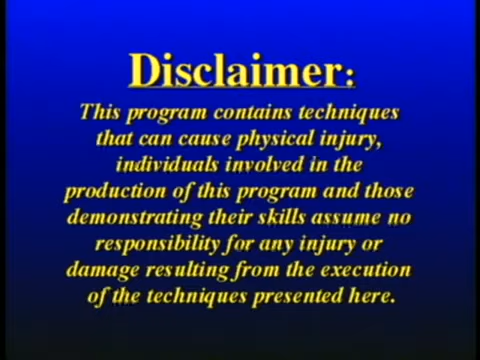 Disclaimer:
This program contains techniques
that can cause physical injury,
individuals involved in the
production of this program and those
demonstrating their skills assume no
responsibility for any injury or
damage resulting from the execution
of the techniques presented here.